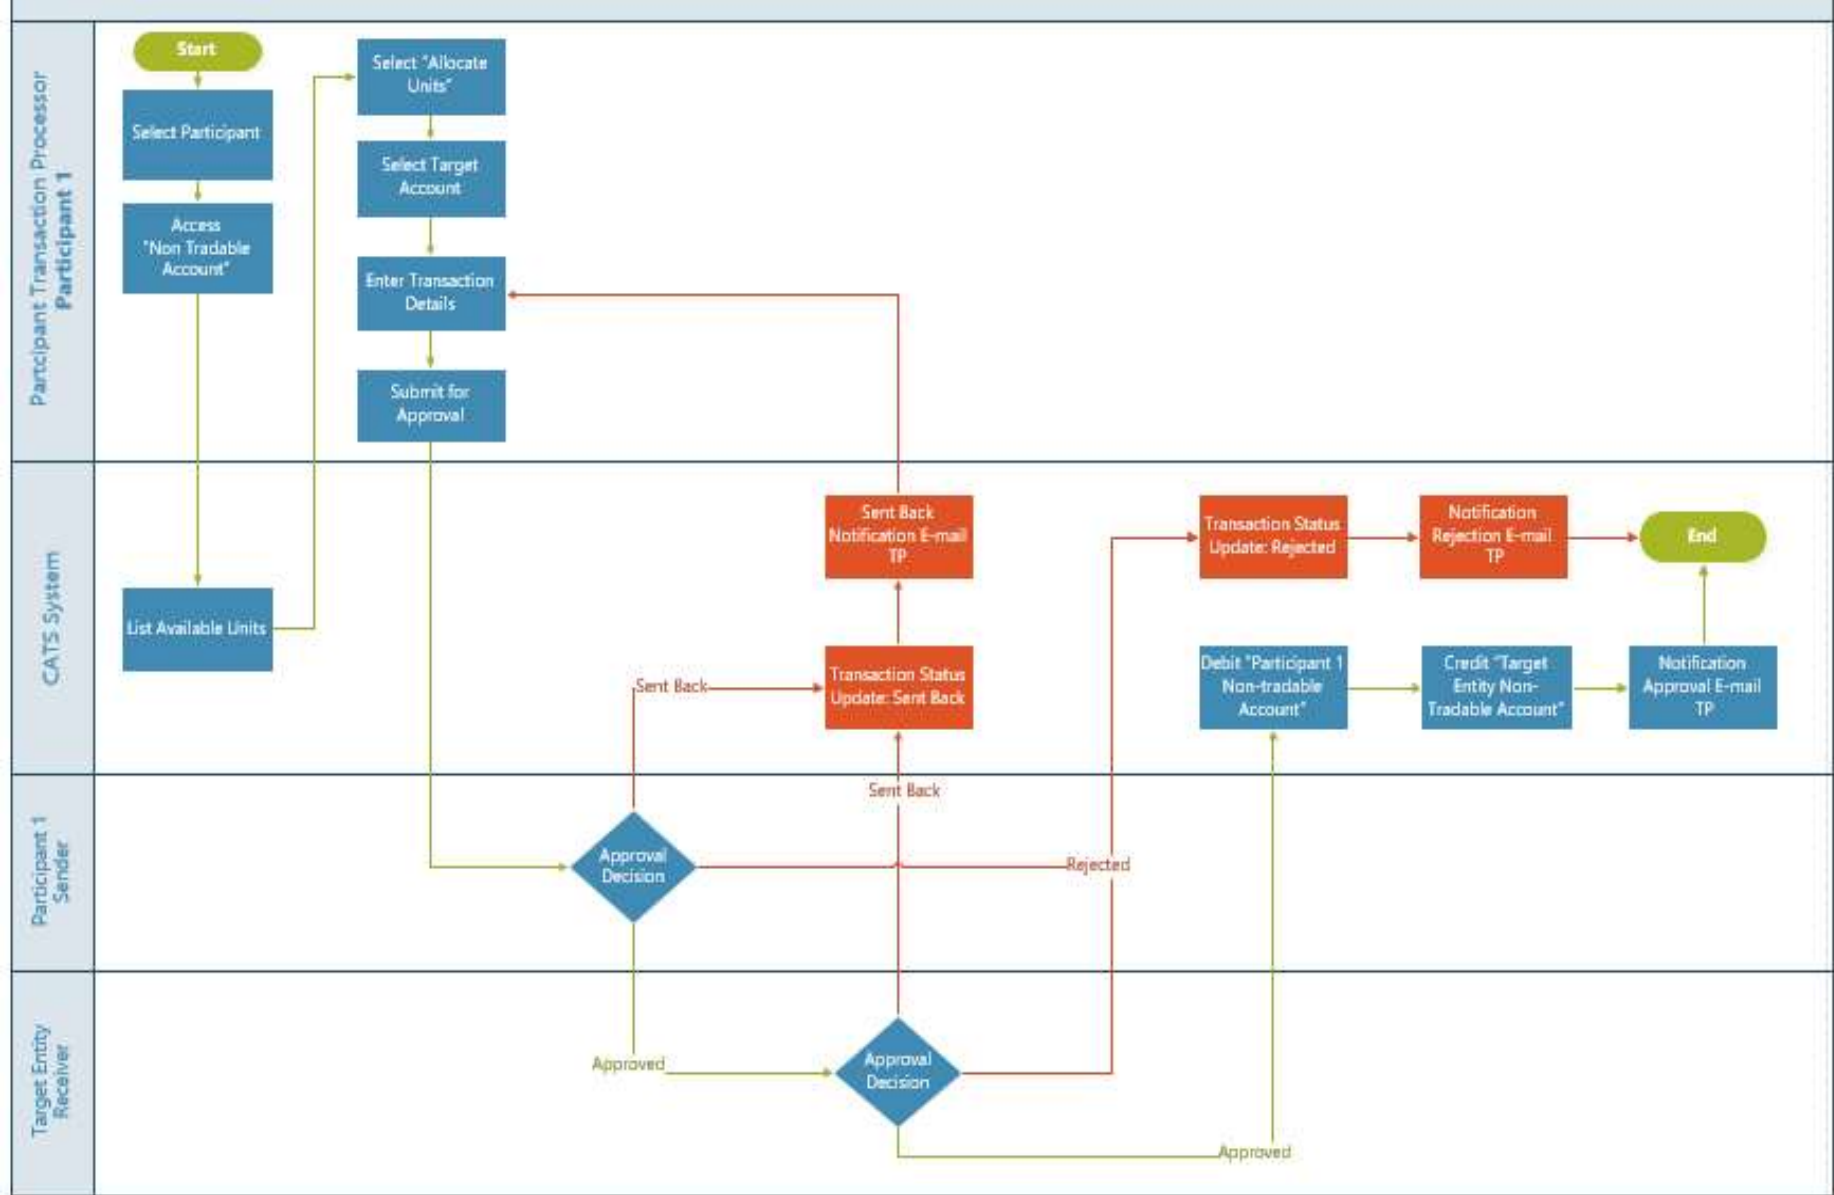 Partcipant Transaction Processor
Participant 1
Start
Select Participant
Access
"Non Tradable
Account"
Select "Allocate
Units"
Select Target
Account
Enter Transaction
Details
Submit for
Approval
CATS System
List Available Units
Sent Back
Notification E-mail
TP
Transaction Status
Update: Sent Back
Sent Back
Transaction Status
Update: Rejected
Notification
Rejection E-mail
TP
End
Debit "Participant 1
Non-tradable
Account"
Credit "Target
Entity Non-
Tradable Account"
Notification
Approval E-mail
TP
Participant 1
Sender
Approval
Decision
Sent Back
Rejected
Target Entity
Receiver
Approved
Approval
Decision
Approved